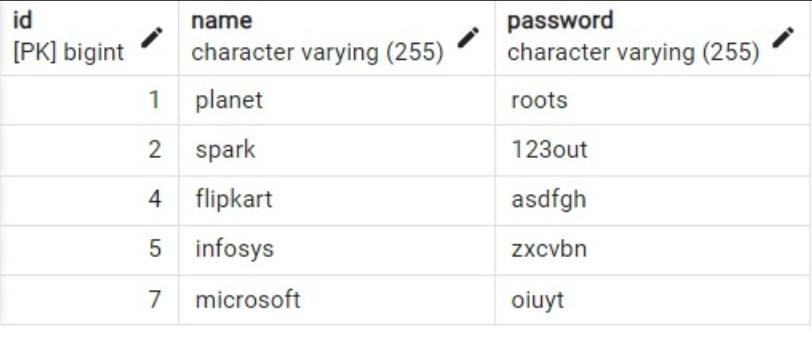 id name password
[PK] bigint character varying (255) character varying (255)
1 planet roots
2 spark 123out
4 flipkart asdfgh
5 infosys zxcvbn
7 microsoft oiuyt